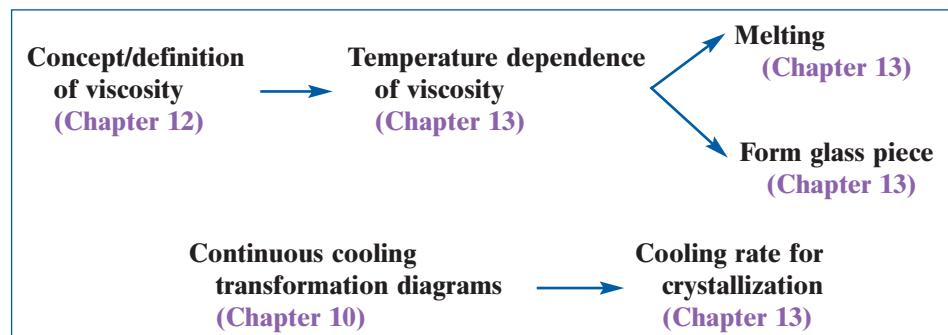 Concept/definition
of viscosity
(Chapter 12)
Temperature dependence
of viscosity
(Chapter 13)
Melting
(Chapter 13)
Form glass piece
(Chapter 13)
Continuous cooling
transformation diagrams
(Chapter 10)
Cooling rate for
crystallization
(Chapter 13)